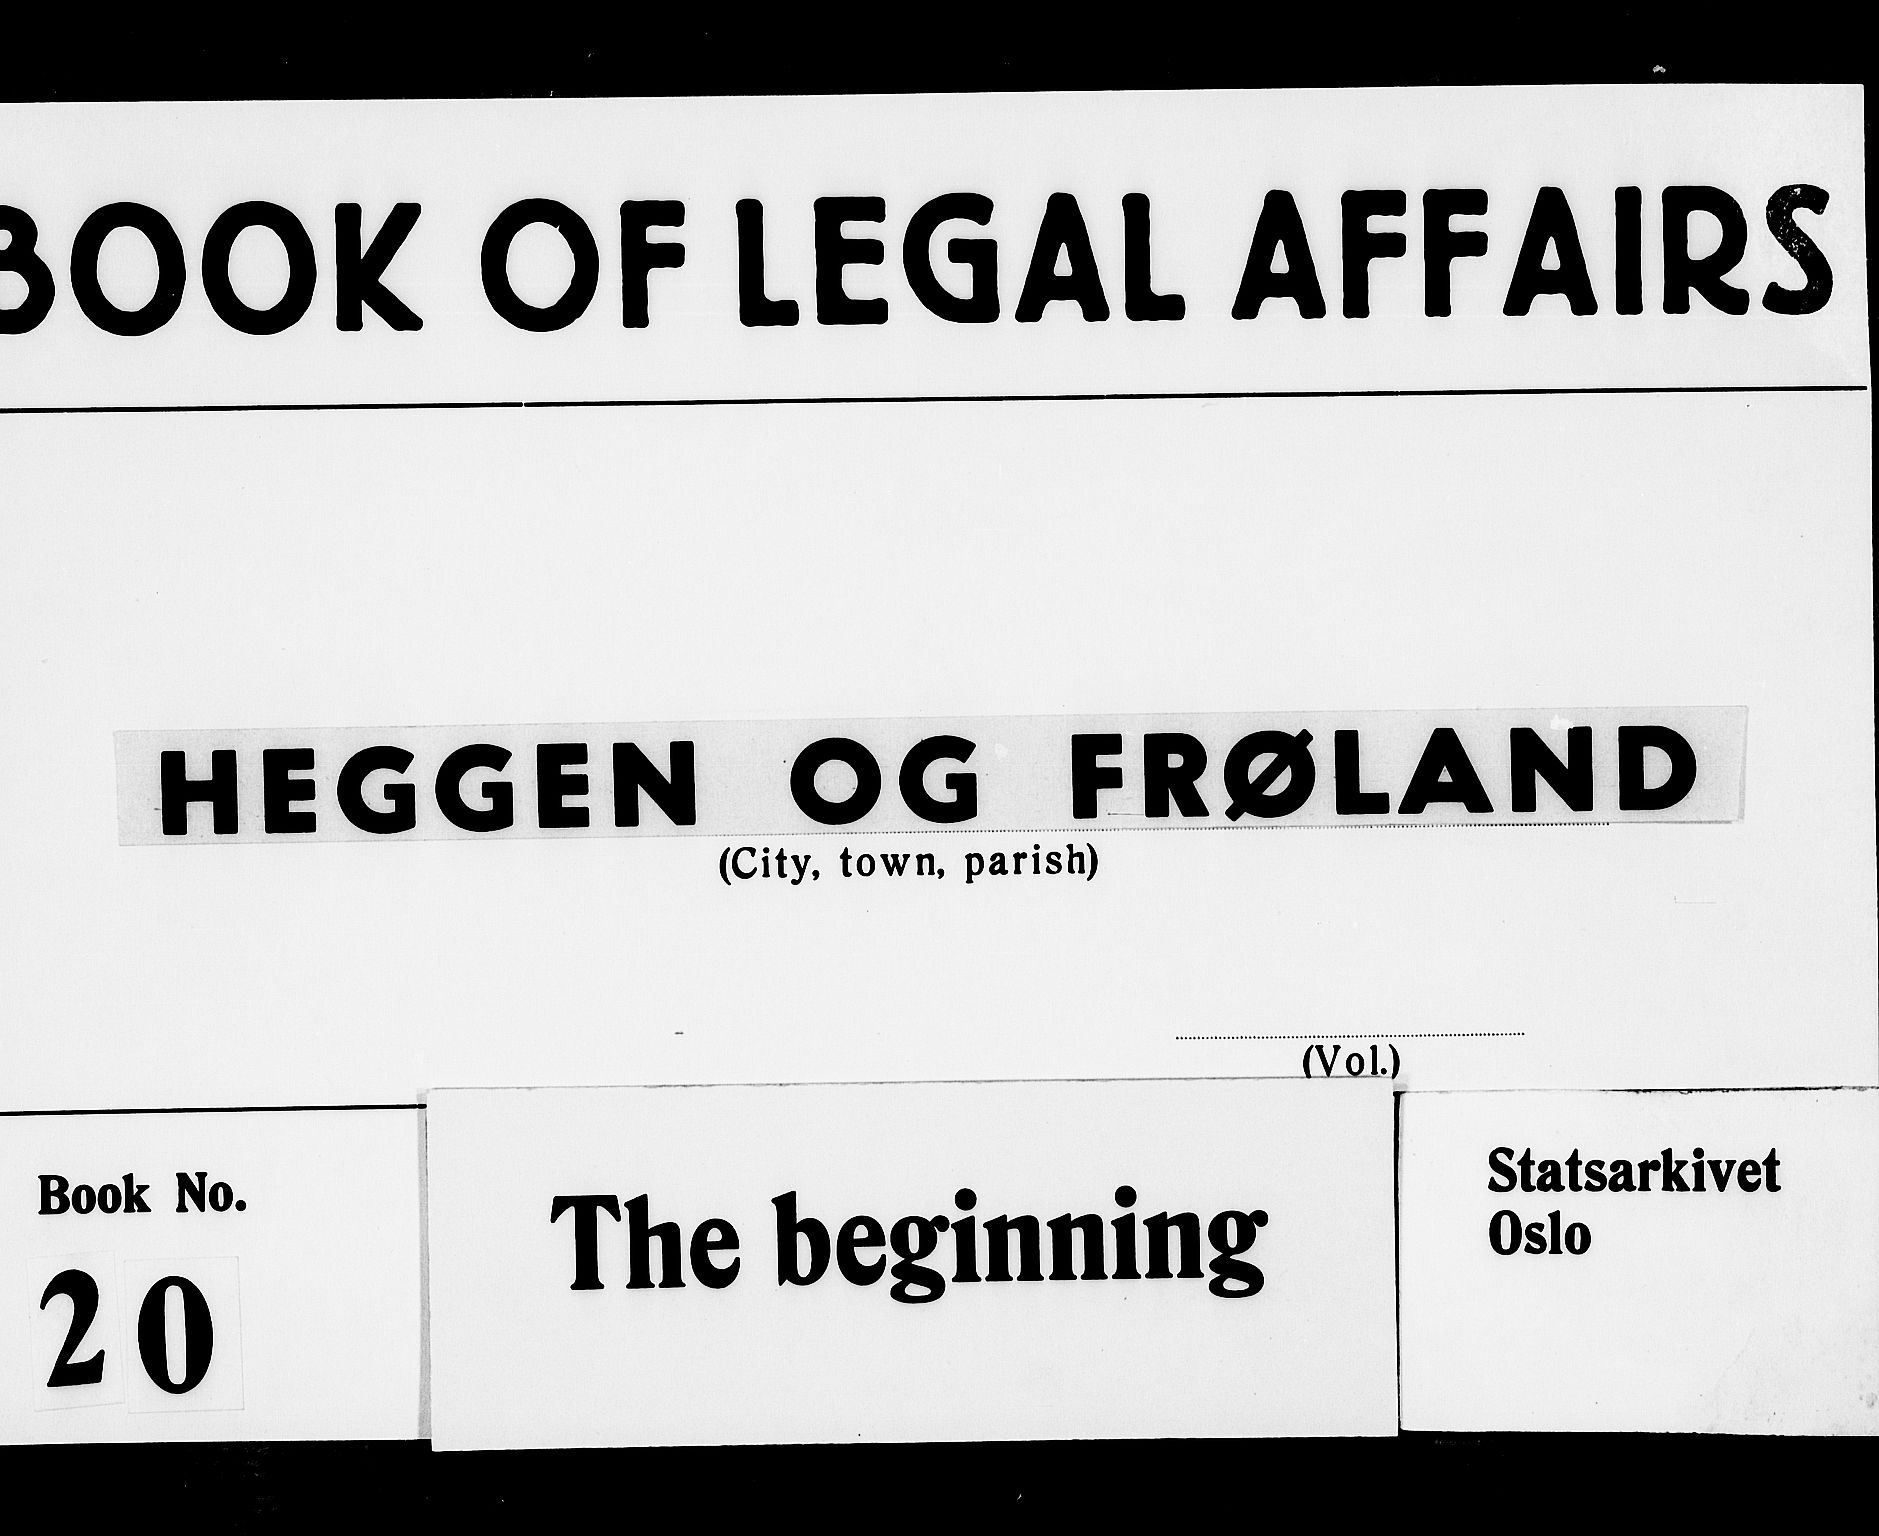 BOOK OF LEGAL AFFAIRS
HEGGEN OG FRØLAND
(City, town, parish)
(Vol.)
Book No.
20
The beginning
Statsarkivet
Oslo